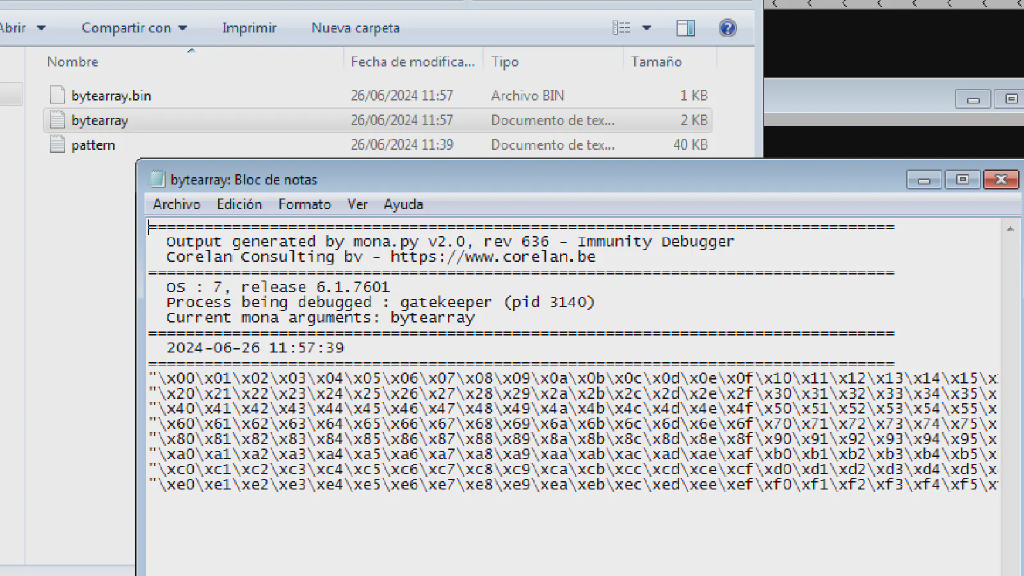 Abrir Compartir con Imprimir Nueva carpeta
Nombre Fecha de modifica... Tipo Tamaño
bytearray.bin 26/06/2024 11:57 Archivo BIN 1 KB
bytearray 26/06/2024 11:57 Documento de tex... 2 KB
pattern 26/06/2024 11:39 Documento de tex... 40 KB
bytearray: Bloc de notas
Archivo Edición Formato Ver Ayuda
================================================================================
Output generated by mona.py v2.0, rev 636 - Immunity Debugger
Corelan Consulting bv - https://www.corelan.be
================================================================================
OS : 7, release 6.1.7601
Process being debugged : gatekeeper (pid 3140)
Current mona arguments: bytearray
================================================================================
2024-06-26 11:57:39
================================================================================
"\x00\x01\x02\x03\x04\x05\x06\x07\x08\x09\x0a\x0b\x0c\x0d\x0e\x0f\x10\x11\x12\x13\x14\x15\x
"\x20\x21\x22\x23\x24\x25\x26\x27\x28\x29\x2a\x2b\x2c\x2d\x2e\x2f\x30\x31\x32\x33\x34\x35\x
"\x40\x41\x42\x43\x44\x45\x46\x47\x48\x49\x4a\x4b\x4c\x4d\x4e\x4f\x50\x51\x52\x53\x54\x55\x
"\x60\x61\x62\x63\x64\x65\x66\x67\x68\x69\x6a\x6b\x6c\x6d\x6e\x6f\x70\x71\x72\x73\x74\x75\x
"\x80\x81\x82\x83\x84\x85\x86\x87\x88\x89\x8a\x8b\x8c\x8d\x8e\x8f\x90\x91\x92\x93\x94\x95\x
"\xa0\xa1\xa2\xa3\xa4\xa5\xa6\xa7\xa8\xa9\xaa\xab\xac\xad\xae\xaf\xb0\xb1\xb2\xb3\xb4\xb5\x
"\xc0\xc1\xc2\xc3\xc4\xc5\xc6\xc7\xc8\xc9\xca\xcb\xcc\xcd\xce\xcf\xd0\xd1\xd2\xd3\xd4\xd5\x
"\xe0\xe1\xe2\xe3\xe4\xe5\xe6\xe7\xe8\xe9\xea\xeb\xec\xed\xee\xef\xf0\xf1\xf2\xf3\xf4\xf5\x